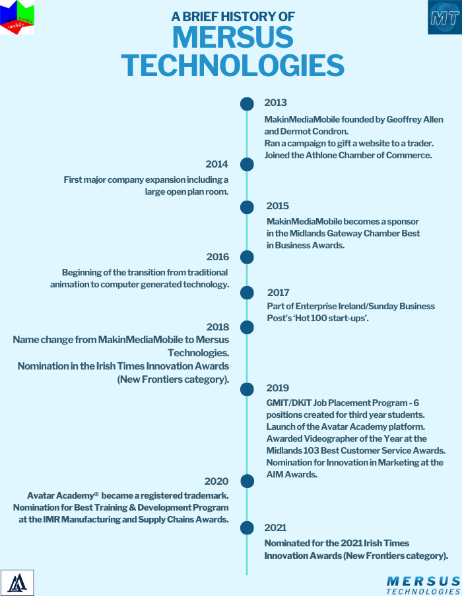 A BRIEF HISTORY OF
MERSUS
TECHNOLOGIES
MT
2013
MakinMediaMobile founded by Geoffrey Allen
and Dermot Condron.
Ran a campaign to gift a website to a trader.
Joined the Athlone Chamber of Commerce.
2014
First major company expansion including a
large open plan room.
2015
MakinMediaMobile becomes a sponsor
in the Midlands Gateway Chamber Best
in Business Awards.
2016
Beginning of the transition from traditional
animation to computer generated technology.
2017
Part of Enterprise Ireland/Sunday Business
Post's 'Hot 100 start-ups'.
2018
Name change from MakinMediaMobile to Mersus
Technologies.
Nomination in the Irish Times Innovation Awards
(New Frontiers category).
2019
GMIT/DKiT Job Placement Program - 6
positions created for third year students.
Launch of the Avatar Academy platform.
Awarded Videographer of the Year at the
Midlands 103 Best Customer Service Awards.
Nomination for Innovation in Marketing at the
AIM Awards.
2020
Avatar Academy® became a registered trademark.
Nomination for Best Training & Development Program
at the IMR Manufacturing and Supply Chains Awards.
2021
Nominated for the 2021 Irish Times
Innovation Awards (New Frontiers category).
MERSUS
TECHNOLOGIES